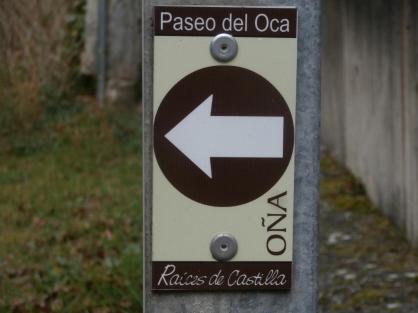 Paseo del Oca
OÑA
Raíces de Castilla